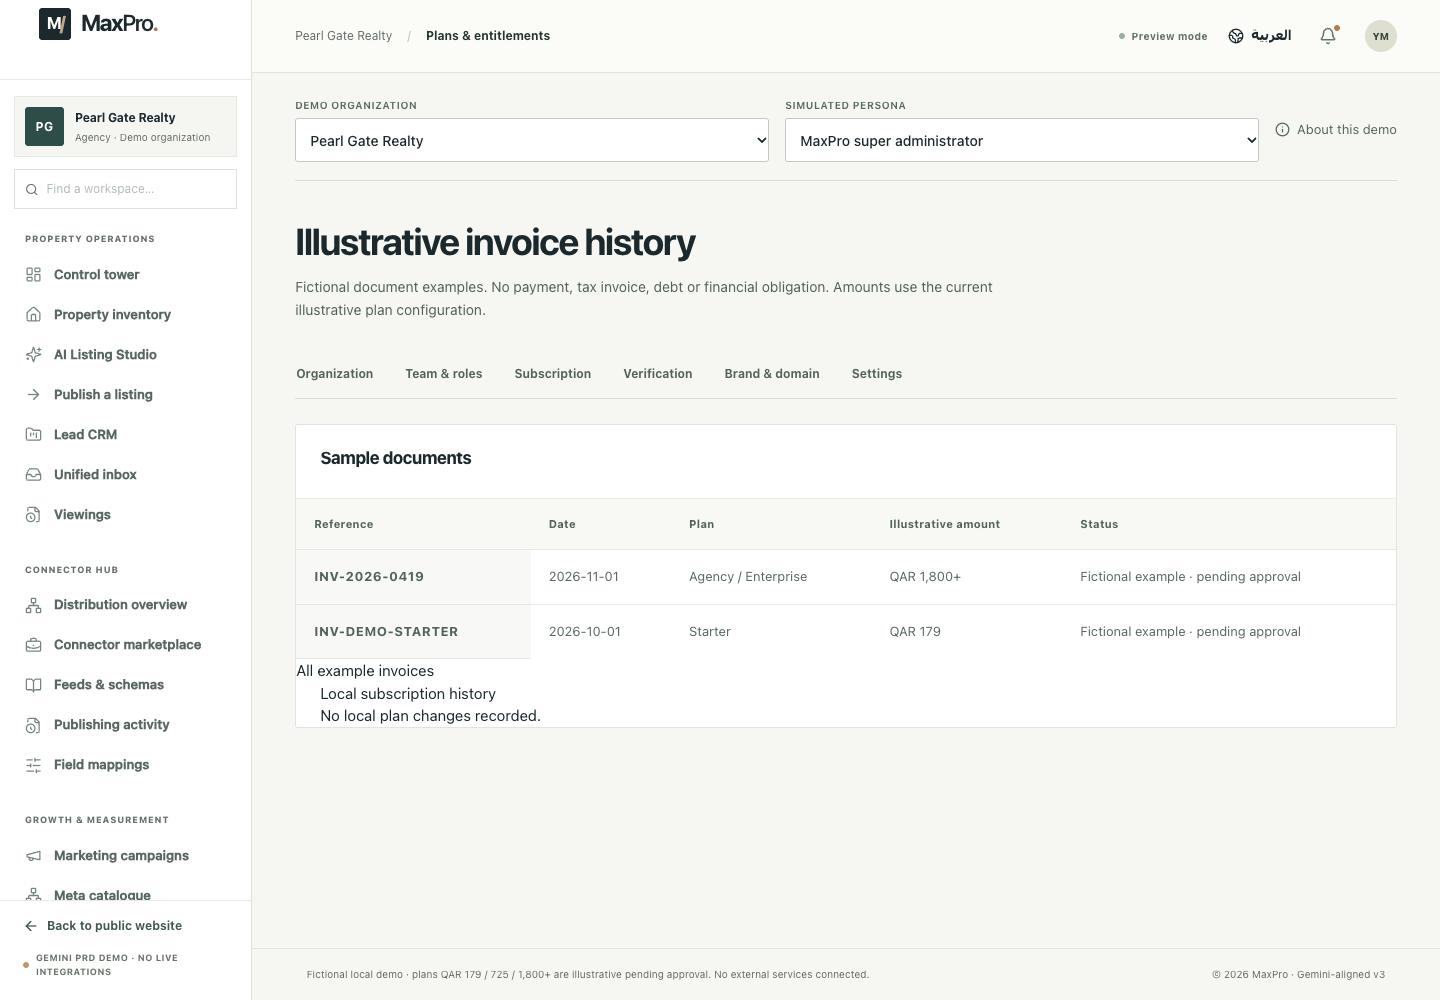 M/ MaxPro.
PG
Pearl Gate Realty
Agency · Demo organization
Find a workspace...
PROPERTY OPERATIONS
Control tower
Property inventory
AI Listing Studio
Publish a listing
Lead CRM
Unified inbox
Viewings
CONNECTOR HUB
Distribution overview
Connector marketplace
Feeds & schemas
Publishing activity
Field mappings
GROWTH & MEASUREMENT
Marketing campaigns
Meta catalogue
Back to public website
GEMINI PRD DEMO · NO LIVE
INTEGRATIONS
Pearl Gate Realty / Plans & entitlements
Preview mode
العربية
YM
DEMO ORGANIZATION
Pearl Gate Realty
SIMULATED PERSONA
MaxPro super administrator
About this demo
Illustrative invoice history
Fictional document examples. No payment, tax invoice, debt or financial obligation. Amounts use the current
illustrative plan configuration.
Organization Team & roles Subscription Verification Brand & domain Settings
Sample documents
Reference Date Plan Illustrative amount Status
INV-2026-0419 2026-11-01 Agency / Enterprise QAR 1,800+ Fictional example · pending approval
INV-DEMO-STARTER 2026-10-01 Starter QAR 179 Fictional example · pending approval
All example invoices
Local subscription history
No local plan changes recorded.
Fictional local demo · plans QAR 179 / 725 / 1,800+ are illustrative pending approval. No external services connected.
© 2026 MaxPro · Gemini-aligned v3